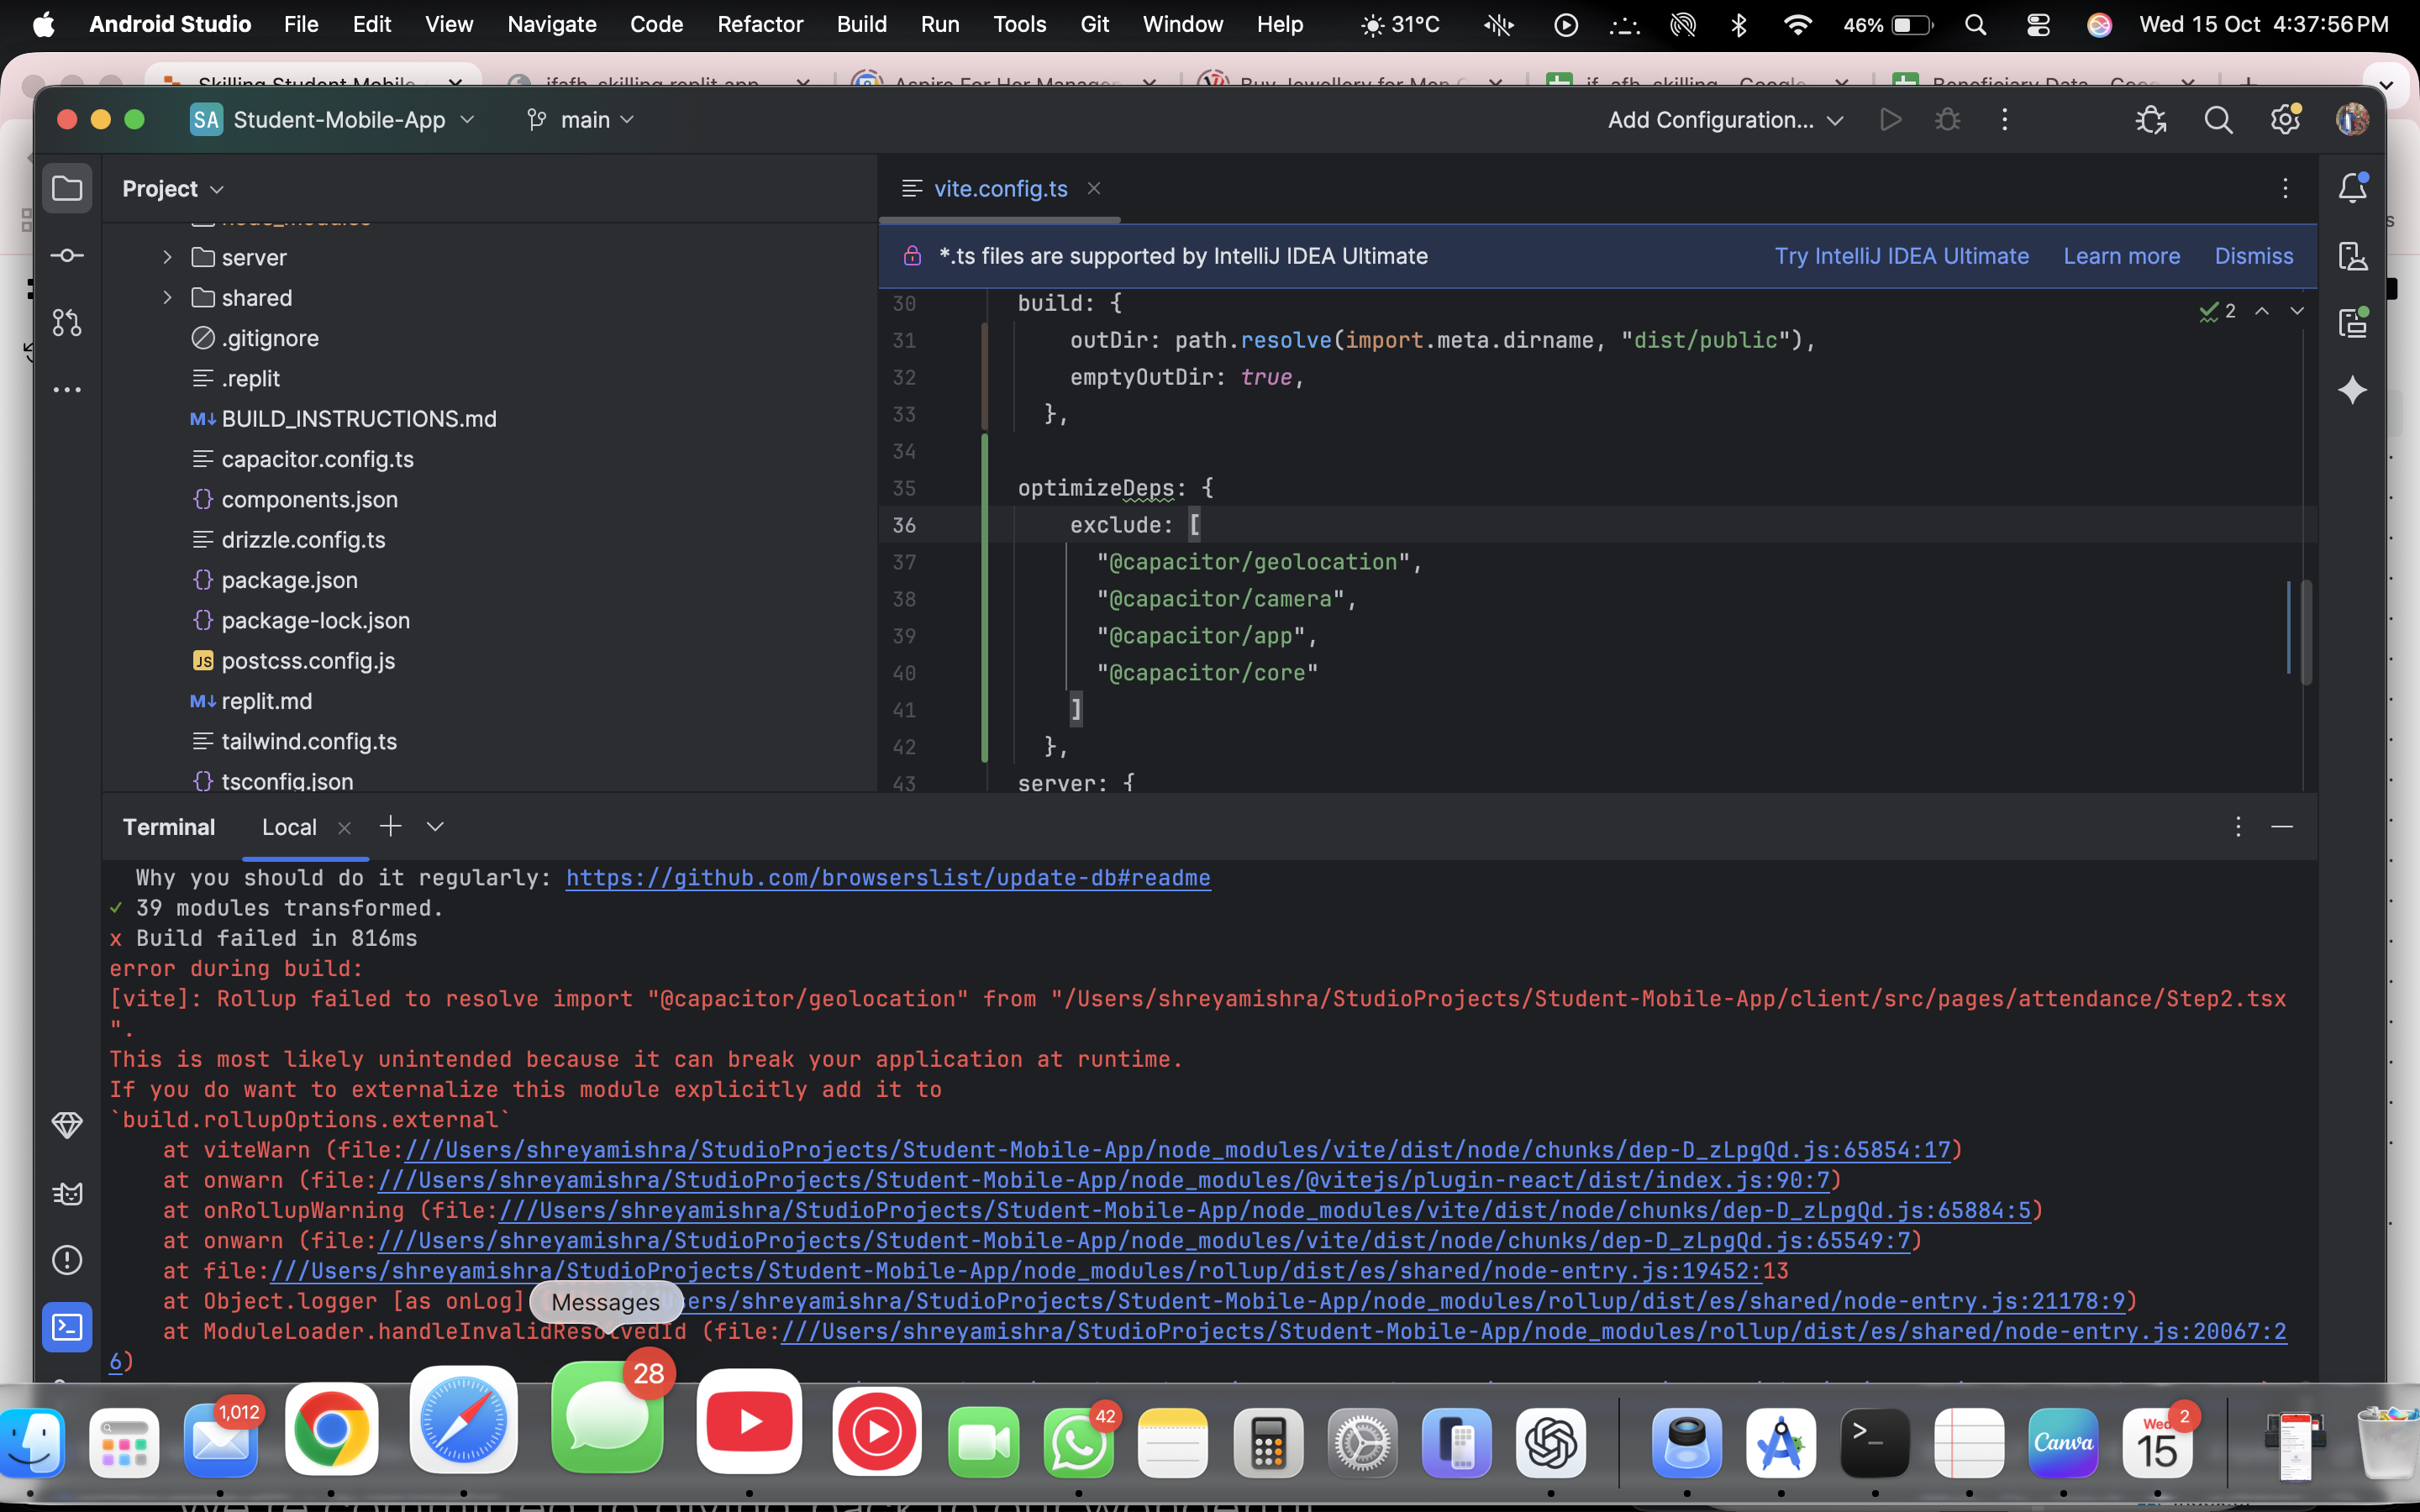 Android Studio File Edit View Navigate Code Refactor Build Run Tools Git Window Help 31°C 46% Wed 15 Oct 4:37:56 PM
Skilling Student Mobile
SA Student-Mobile-App main Add Configuration...
Project
vite.config.ts
node_modules
server
shared
.gitignore
.replit
BUILD_INSTRUCTIONS.md
capacitor.config.ts
components.json
drizzle.config.ts
package.json
package-lock.json
JS postcss.config.js
replit.md
tailwind.config.ts
tsconfig.json
*.ts files are supported by IntelliJ IDEA Ultimate Try IntelliJ IDEA Ultimate Learn more Dismiss
2
30 build: {
31 outDir: path.resolve(import.meta.dirname, "dist/public"),
32 emptyOutDir: true,
33 },
34
35 optimizeDeps: {
36 exclude: [
37 "@capacitor/geolocation",
38 "@capacitor/camera",
39 "@capacitor/app",
40 "@capacitor/core"
41 ]
42 },
43 server: {
Terminal Local
Why you should do it regularly: https://github.com/browserslist/update-db#readme
✓ 39 modules transformed.
x Build failed in 816ms
error during build:
[vite]: Rollup failed to resolve import "@capacitor/geolocation" from "/Users/shreyamishra/StudioProjects/Student-Mobile-App/client/src/pages/attendance/Step2.tsx
".
This is most likely unintended because it can break your application at runtime.
If you do want to externalize this module explicitly add it to
`build.rollupOptions.external`
at viteWarn (file:///Users/shreyamishra/StudioProjects/Student-Mobile-App/node_modules/vite/dist/node/chunks/dep-D_zLpgQd.js:65854:17)
at onwarn (file:///Users/shreyamishra/StudioProjects/Student-Mobile-App/node_modules/@vitejs/plugin-react/dist/index.js:90:7)
at onRollupWarning (file:///Users/shreyamishra/StudioProjects/Student-Mobile-App/node_modules/vite/dist/node/chunks/dep-D_zLpgQd.js:65884:5)
at onwarn (file:///Users/shreyamishra/StudioProjects/Student-Mobile-App/node_modules/vite/dist/node/chunks/dep-D_zLpgQd.js:65549:7)
at file:///Users/shreyamishra/StudioProjects/Student-Mobile-App/node_modules/rollup/dist/es/shared/node-entry.js:19452:13
at Object.logger [as onLog] ers/shreyamishra/StudioProjects/Student-Mobile-App/node_modules/rollup/dist/es/shared/node-entry.js:21178:9)
Messages
at ModuleLoader.handleInvalidResolvedId (file:///Users/shreyamishra/StudioProjects/Student-Mobile-App/node_modules/rollup/dist/es/shared/node-entry.js:20067:2
6)
1,012
28
42
Canva
Wed 2
15